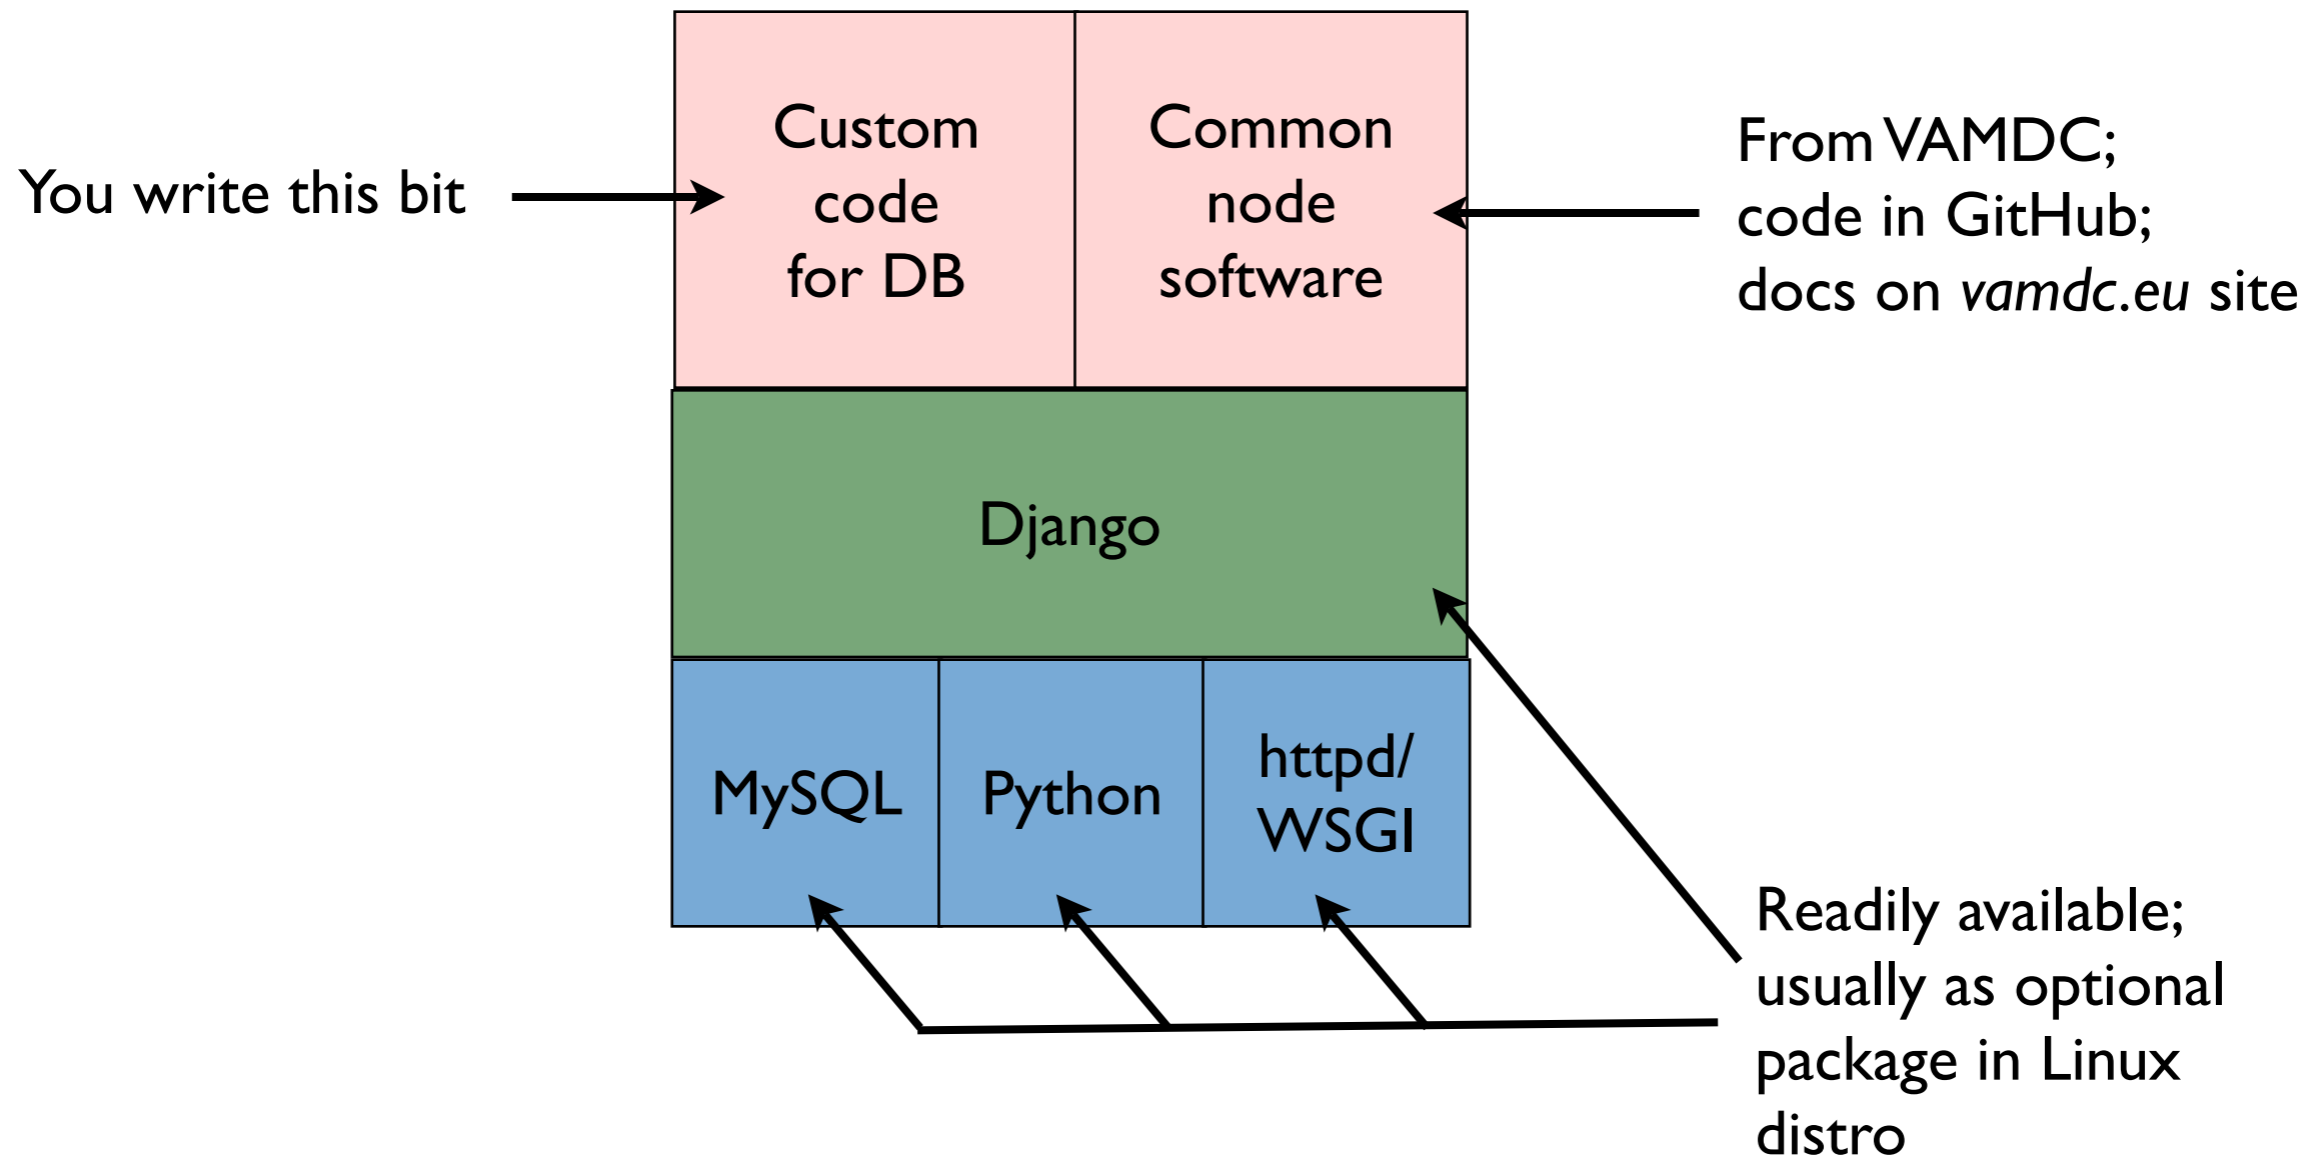 You write this bit
Custom
code
for DB
Common
node
software
From VAMDC;
code in GitHub;
docs on vamdc.eu site
Django
MySQL
Python
httpd/
WSGI
Readily available;
usually as optional
package in Linux
distro